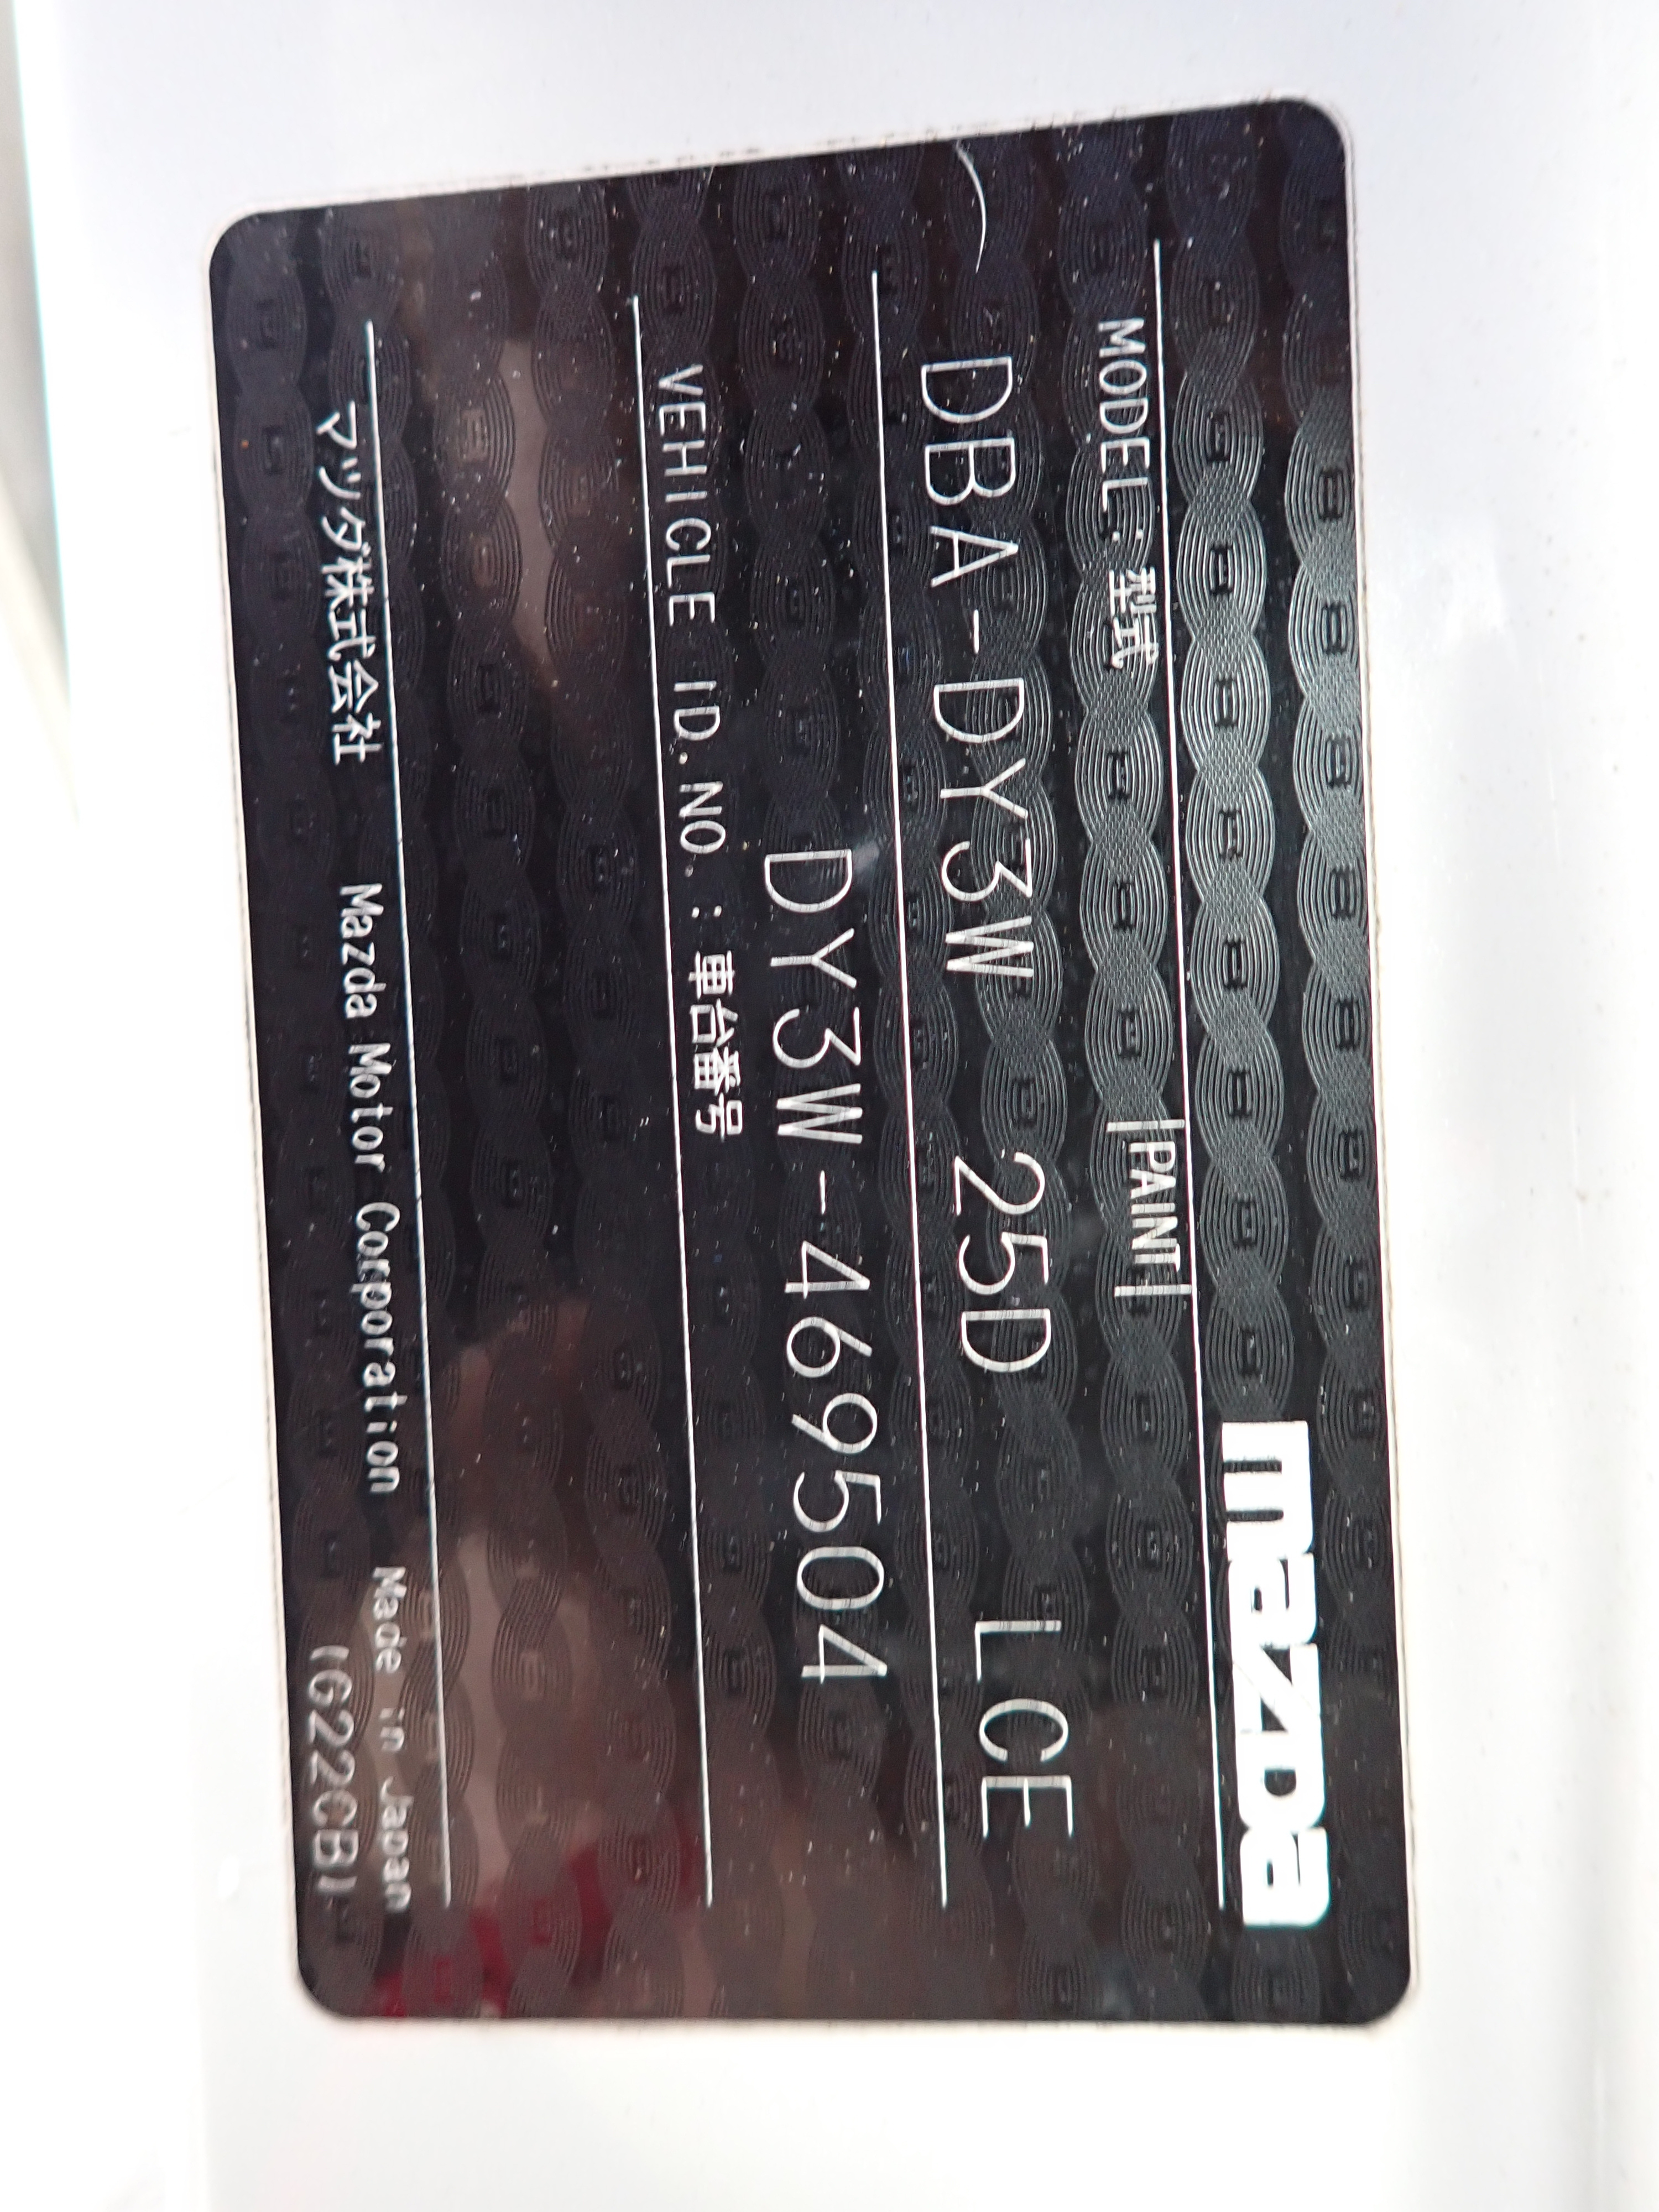 mazda
MODEL:型式 |PAINT|
DBA-DY3W 25D LCE
DY3W-469504
VEHICLE ID.NO.:車台番号
マツダ株式会社 Mazda Motor Corporation Made in Japan
(G22CB)